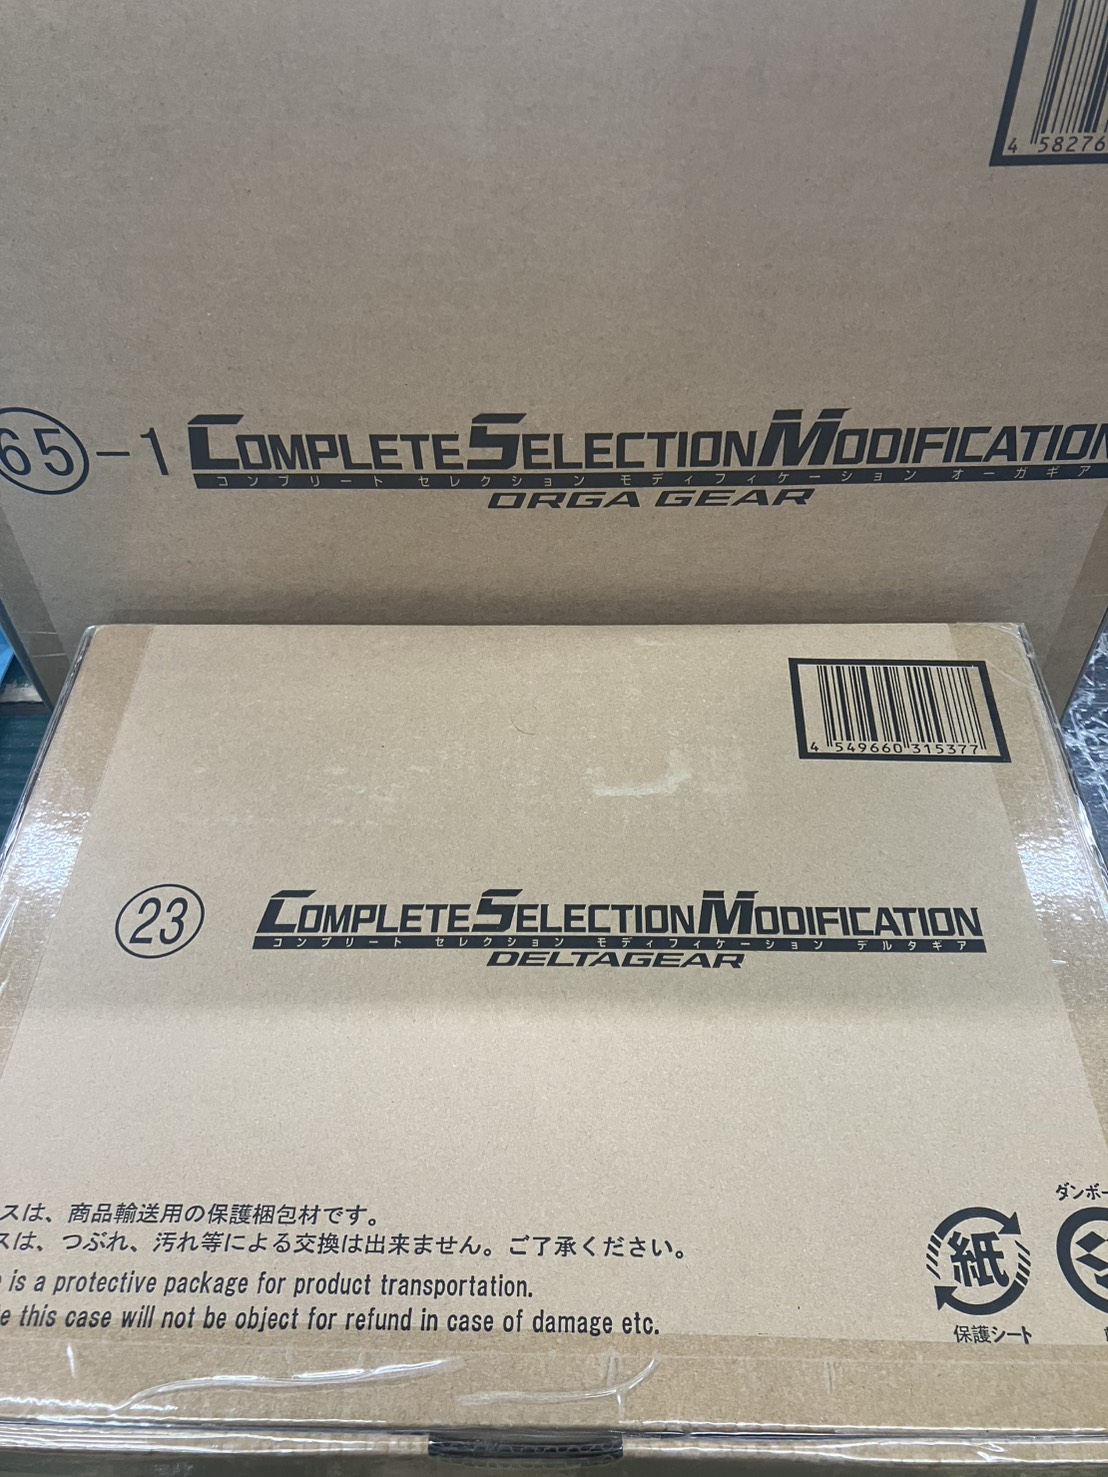 4 58276
65-1 COMPLETE SELECTION MODIFICATION
コンプリート セレクション モディフィケーション オーガギア
ORGA GEAR
4 549660 315377
23 COMPLETE SELECTION MODIFICATION
コンプリート セレクション モディフィケーション デルタギア
DELTAGEAR
スは、商品輸送用の保護梱包材です。
スは、つぶれ、汚れ等による交換は出来ません。ご了承ください。
is a protective package for product transportation.
this case will not be object for refund in case of damage etc.
紙
保護シート
ダンボー